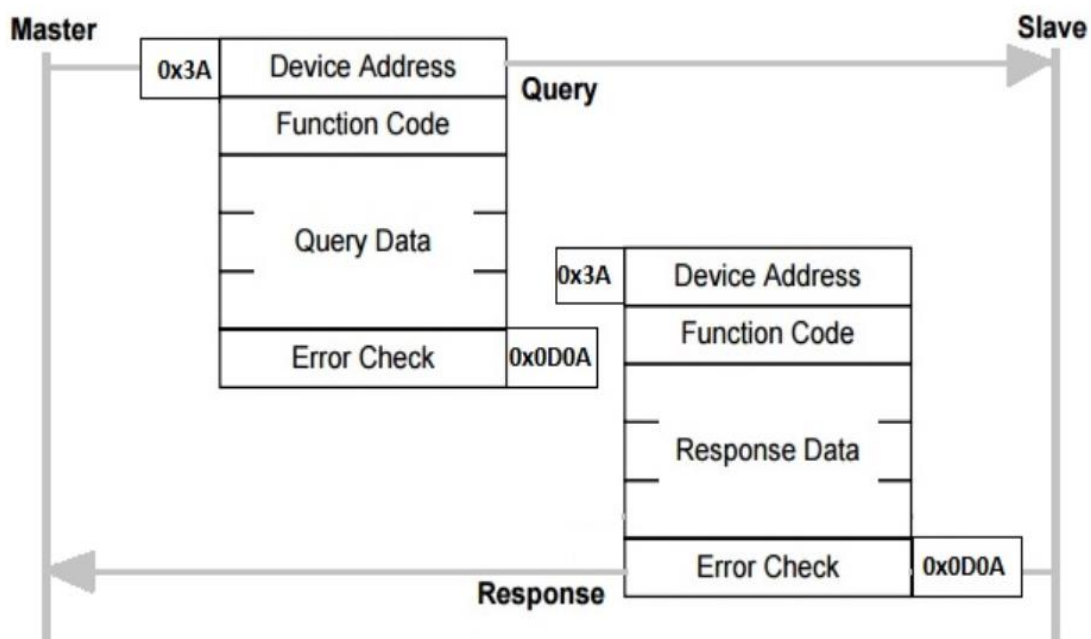 Master
Slave
0x3A
Device Address
Query
Function Code
Query Data
Error Check
0x0D0A
0x3A
Device Address
Function Code
Response Data
Error Check
0x0D0A
Response